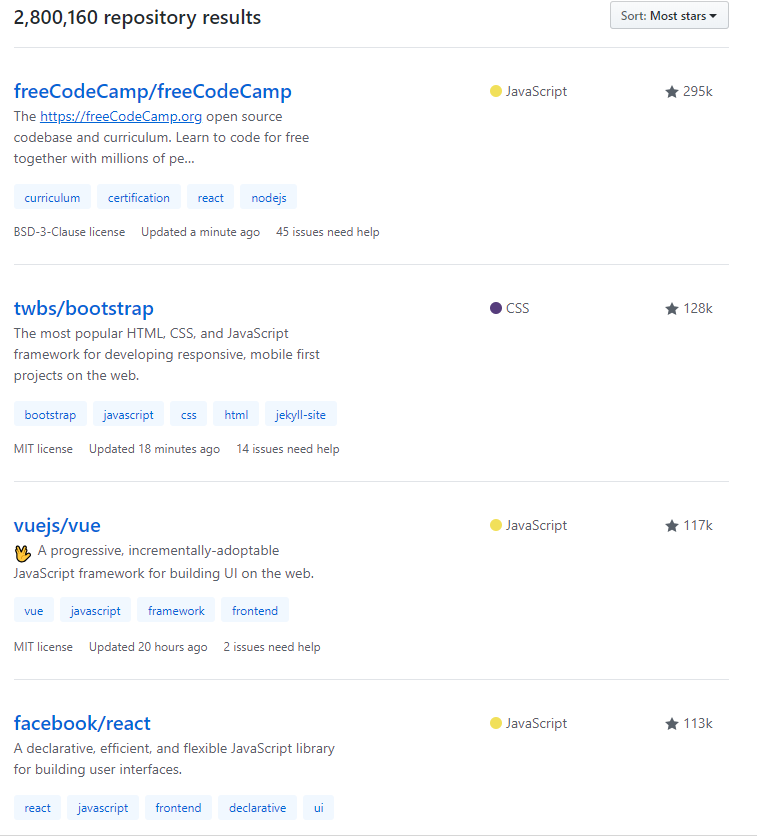 2,800,160 repository results
Sort: Most stars
freeCodeCamp/freeCodeCamp
JavaScript
295k
The https://freeCodeCamp.org open source
codebase and curriculum. Learn to code for free
together with millions of pe...
curriculum certification react nodejs
BSD-3-Clause license Updated a minute ago 45 issues need help
twbs/bootstrap
CSS
128k
The most popular HTML, CSS, and JavaScript
framework for developing responsive, mobile first
projects on the web.
bootstrap javascript css html jekyll-site
MIT license Updated 18 minutes ago 14 issues need help
vuejs/vue
JavaScript
117k
🖖 A progressive, incrementally-adoptable
JavaScript framework for building UI on the web.
vue javascript framework frontend
MIT license Updated 20 hours ago 2 issues need help
facebook/react
JavaScript
113k
A declarative, efficient, and flexible JavaScript library
for building user interfaces.
react javascript frontend declarative ui